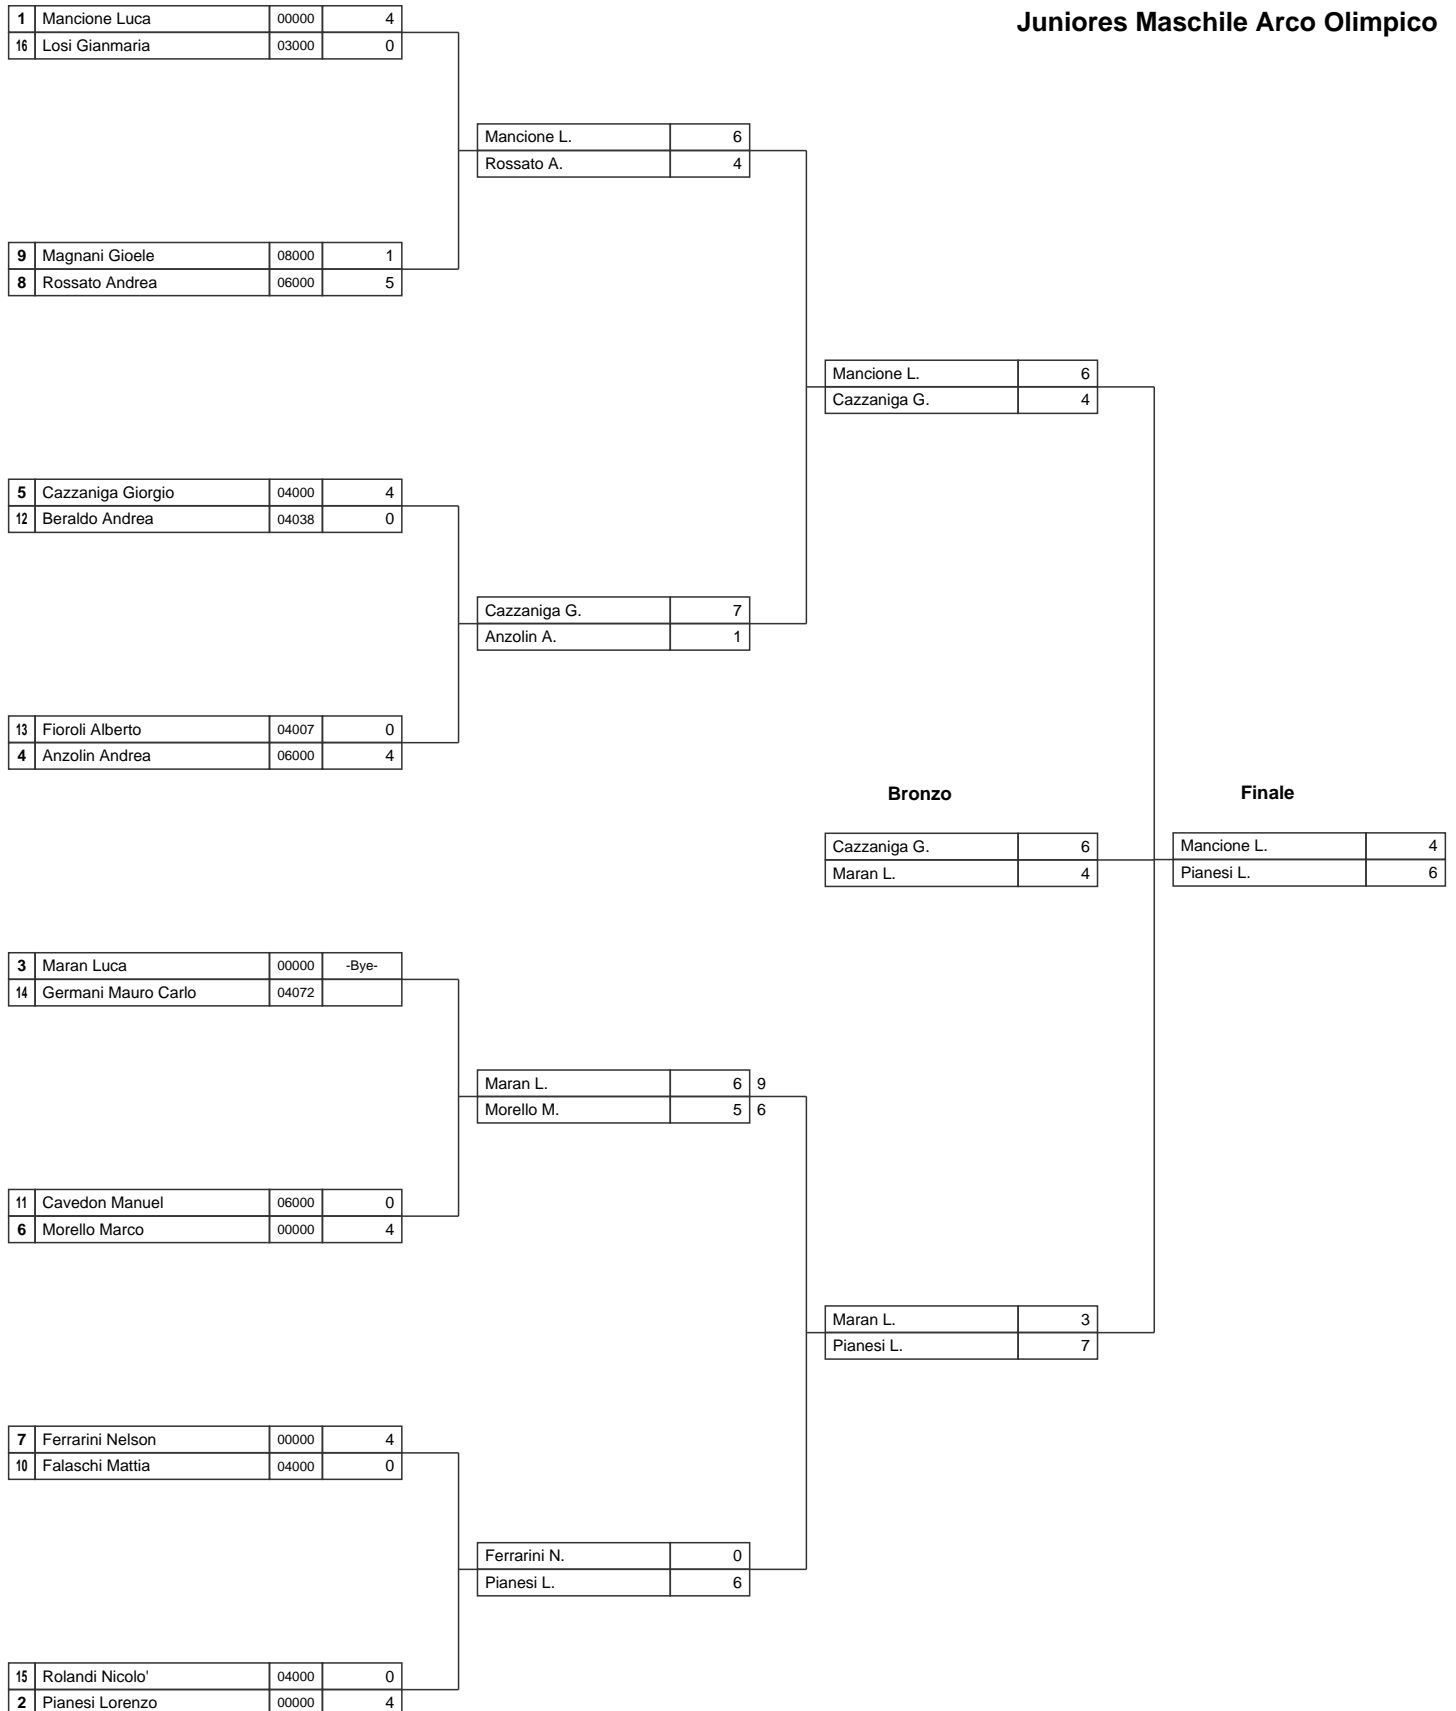 Juniores Maschile Arco Olimpico
1 Mancione Luca 00000 4
16 Losi Gianmaria 03000 0
Mancione L. 6
Rossato A. 4
9 Magnani Gioele 08000 1
8 Rossato Andrea 06000 5
Mancione L. 6
Cazzaniga G. 4
5 Cazzaniga Giorgio 04000 4
12 Beraldo Andrea 04038 0
Cazzaniga G. 7
Anzolin A. 1
13 Fioroli Alberto 04007 0
4 Anzolin Andrea 06000 4
Bronzo Finale
Cazzaniga G. 6 Mancione L. 4
Maran L. 4 Pianesi L. 6
3 Maran Luca 00000 -Bye-
14 Germani Mauro Carlo 04072
Maran L. 6 9
Morello M. 5 6
11 Cavedon Manuel 06000 0
6 Morello Marco 00000 4
Maran L. 3
Pianesi L. 7
7 Ferrarini Nelson 00000 4
10 Falaschi Mattia 04000 0
Ferrarini N. 0
Pianesi L. 6
15 Rolandi Nicolo' 04000 0
2 Pianesi Lorenzo 00000 4